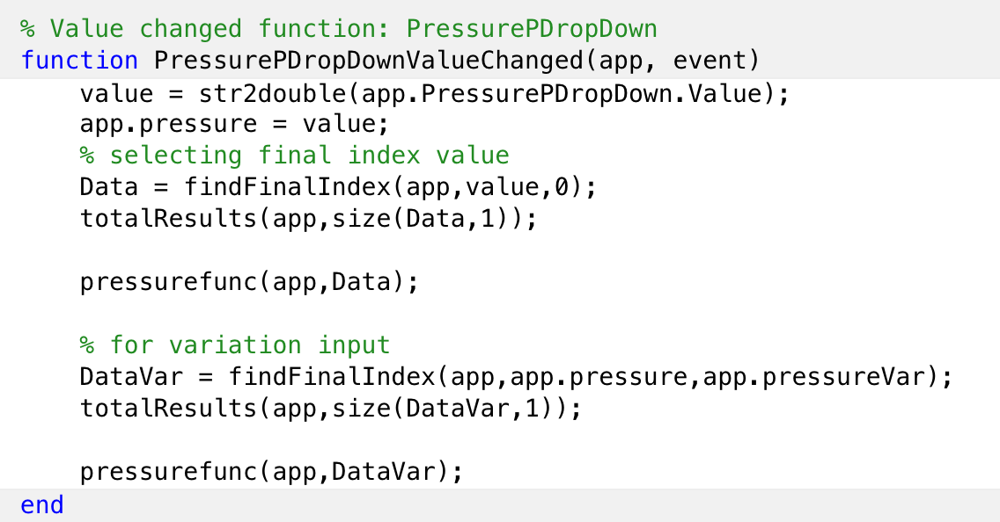 % Value changed function: PressurePDropDown
function PressurePDropDownValueChanged(app, event)
value = str2double(app.PressurePDropDown.Value);
app.pressure = value;
% selecting final index value
Data = findFinalIndex(app,value,0);
totalResults(app,size(Data,1));
pressurefunc(app,Data);
% for variation input
DataVar = findFinalIndex(app,app.pressure,app.pressureVar);
totalResults(app,size(DataVar,1));
pressurefunc(app,DataVar);
end